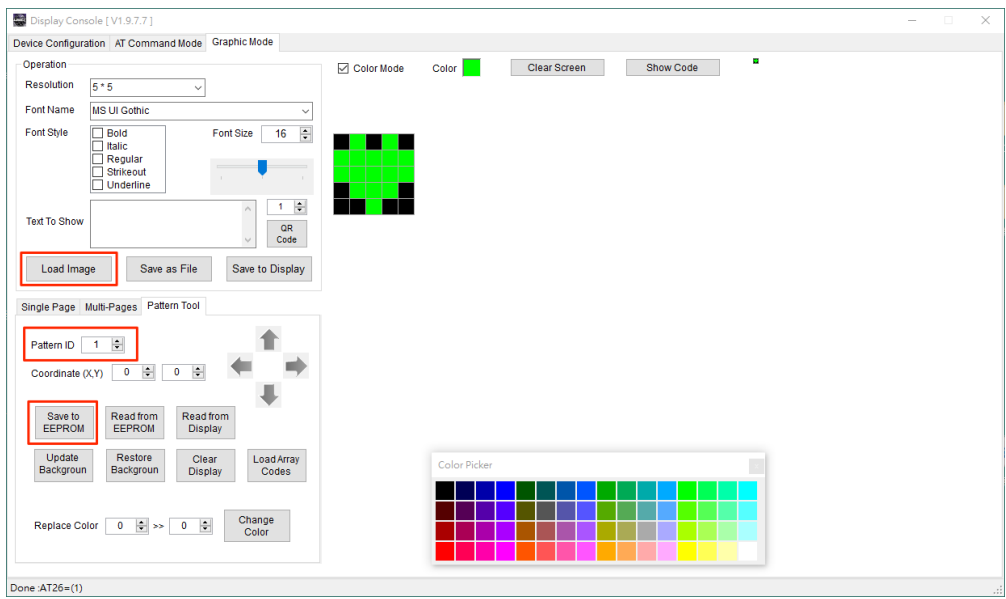 Display Console [ V1.9.7.7 ]
Device Configuration AT Command Mode Graphic Mode
Operation
Resolution 5 * 5
Font Name MS UI Gothic
Font Style Bold
Italic
Regular
Strikeout
Underline
Font Size 16
Text To Show
1
QR
Code
Load Image Save as File Save to Display
Color Mode Color Clear Screen Show Code
Single Page Multi-Pages Pattern Tool
Pattern ID 1
Coordinate (X,Y) 0 0
Save to
EEPROM
Read from
EEPROM
Read from
Display
Update
Backgroun
Restore
Backgroun
Clear
Display
Load Array
Codes
Replace Color 0 >> 0
Change
Color
Color Picker
Done :AT26=(1)